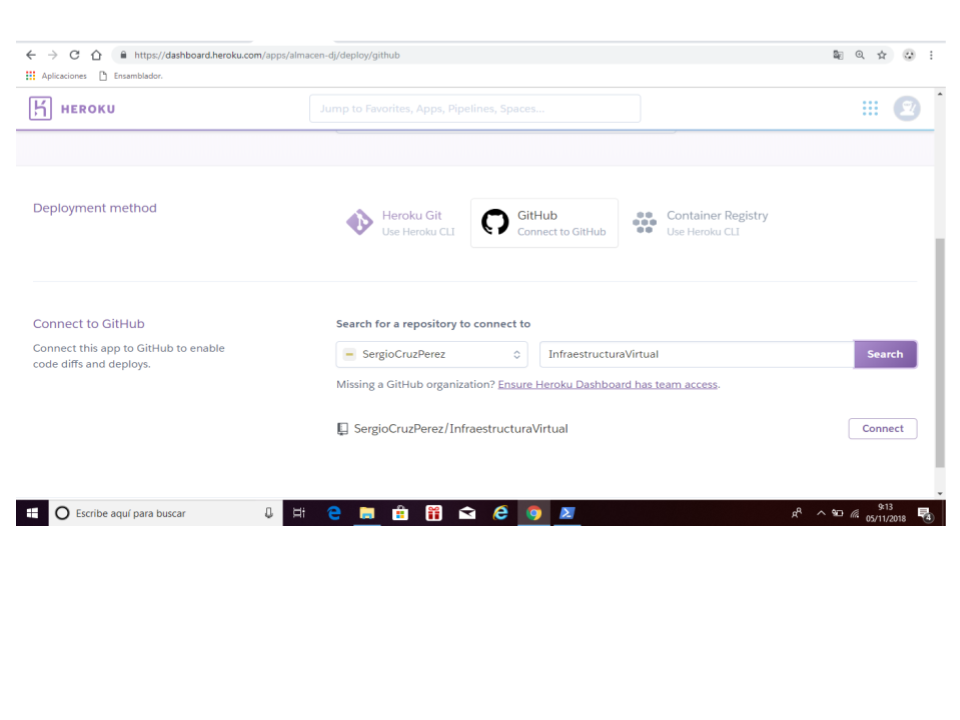 https://dashboard.heroku.com/apps/almacen-dj/deploy/github
Aplicaciones Ensamblador.
HEROKU
Jump to Favorites, Apps, Pipelines, Spaces...
Deployment method
Heroku Git
Use Heroku CLI
GitHub
Connect to GitHub
Container Registry
Use Heroku CLI
Connect to GitHub
Connect this app to GitHub to enable
code diffs and deploys.
Search for a repository to connect to
SergioCruzPerez
InfraestructuraVirtual
Search
Missing a GitHub organization? Ensure Heroku Dashboard has team access.
SergioCruzPerez/InfraestructuraVirtual
Connect
Escribe aquí para buscar
9:13
05/11/2018
4